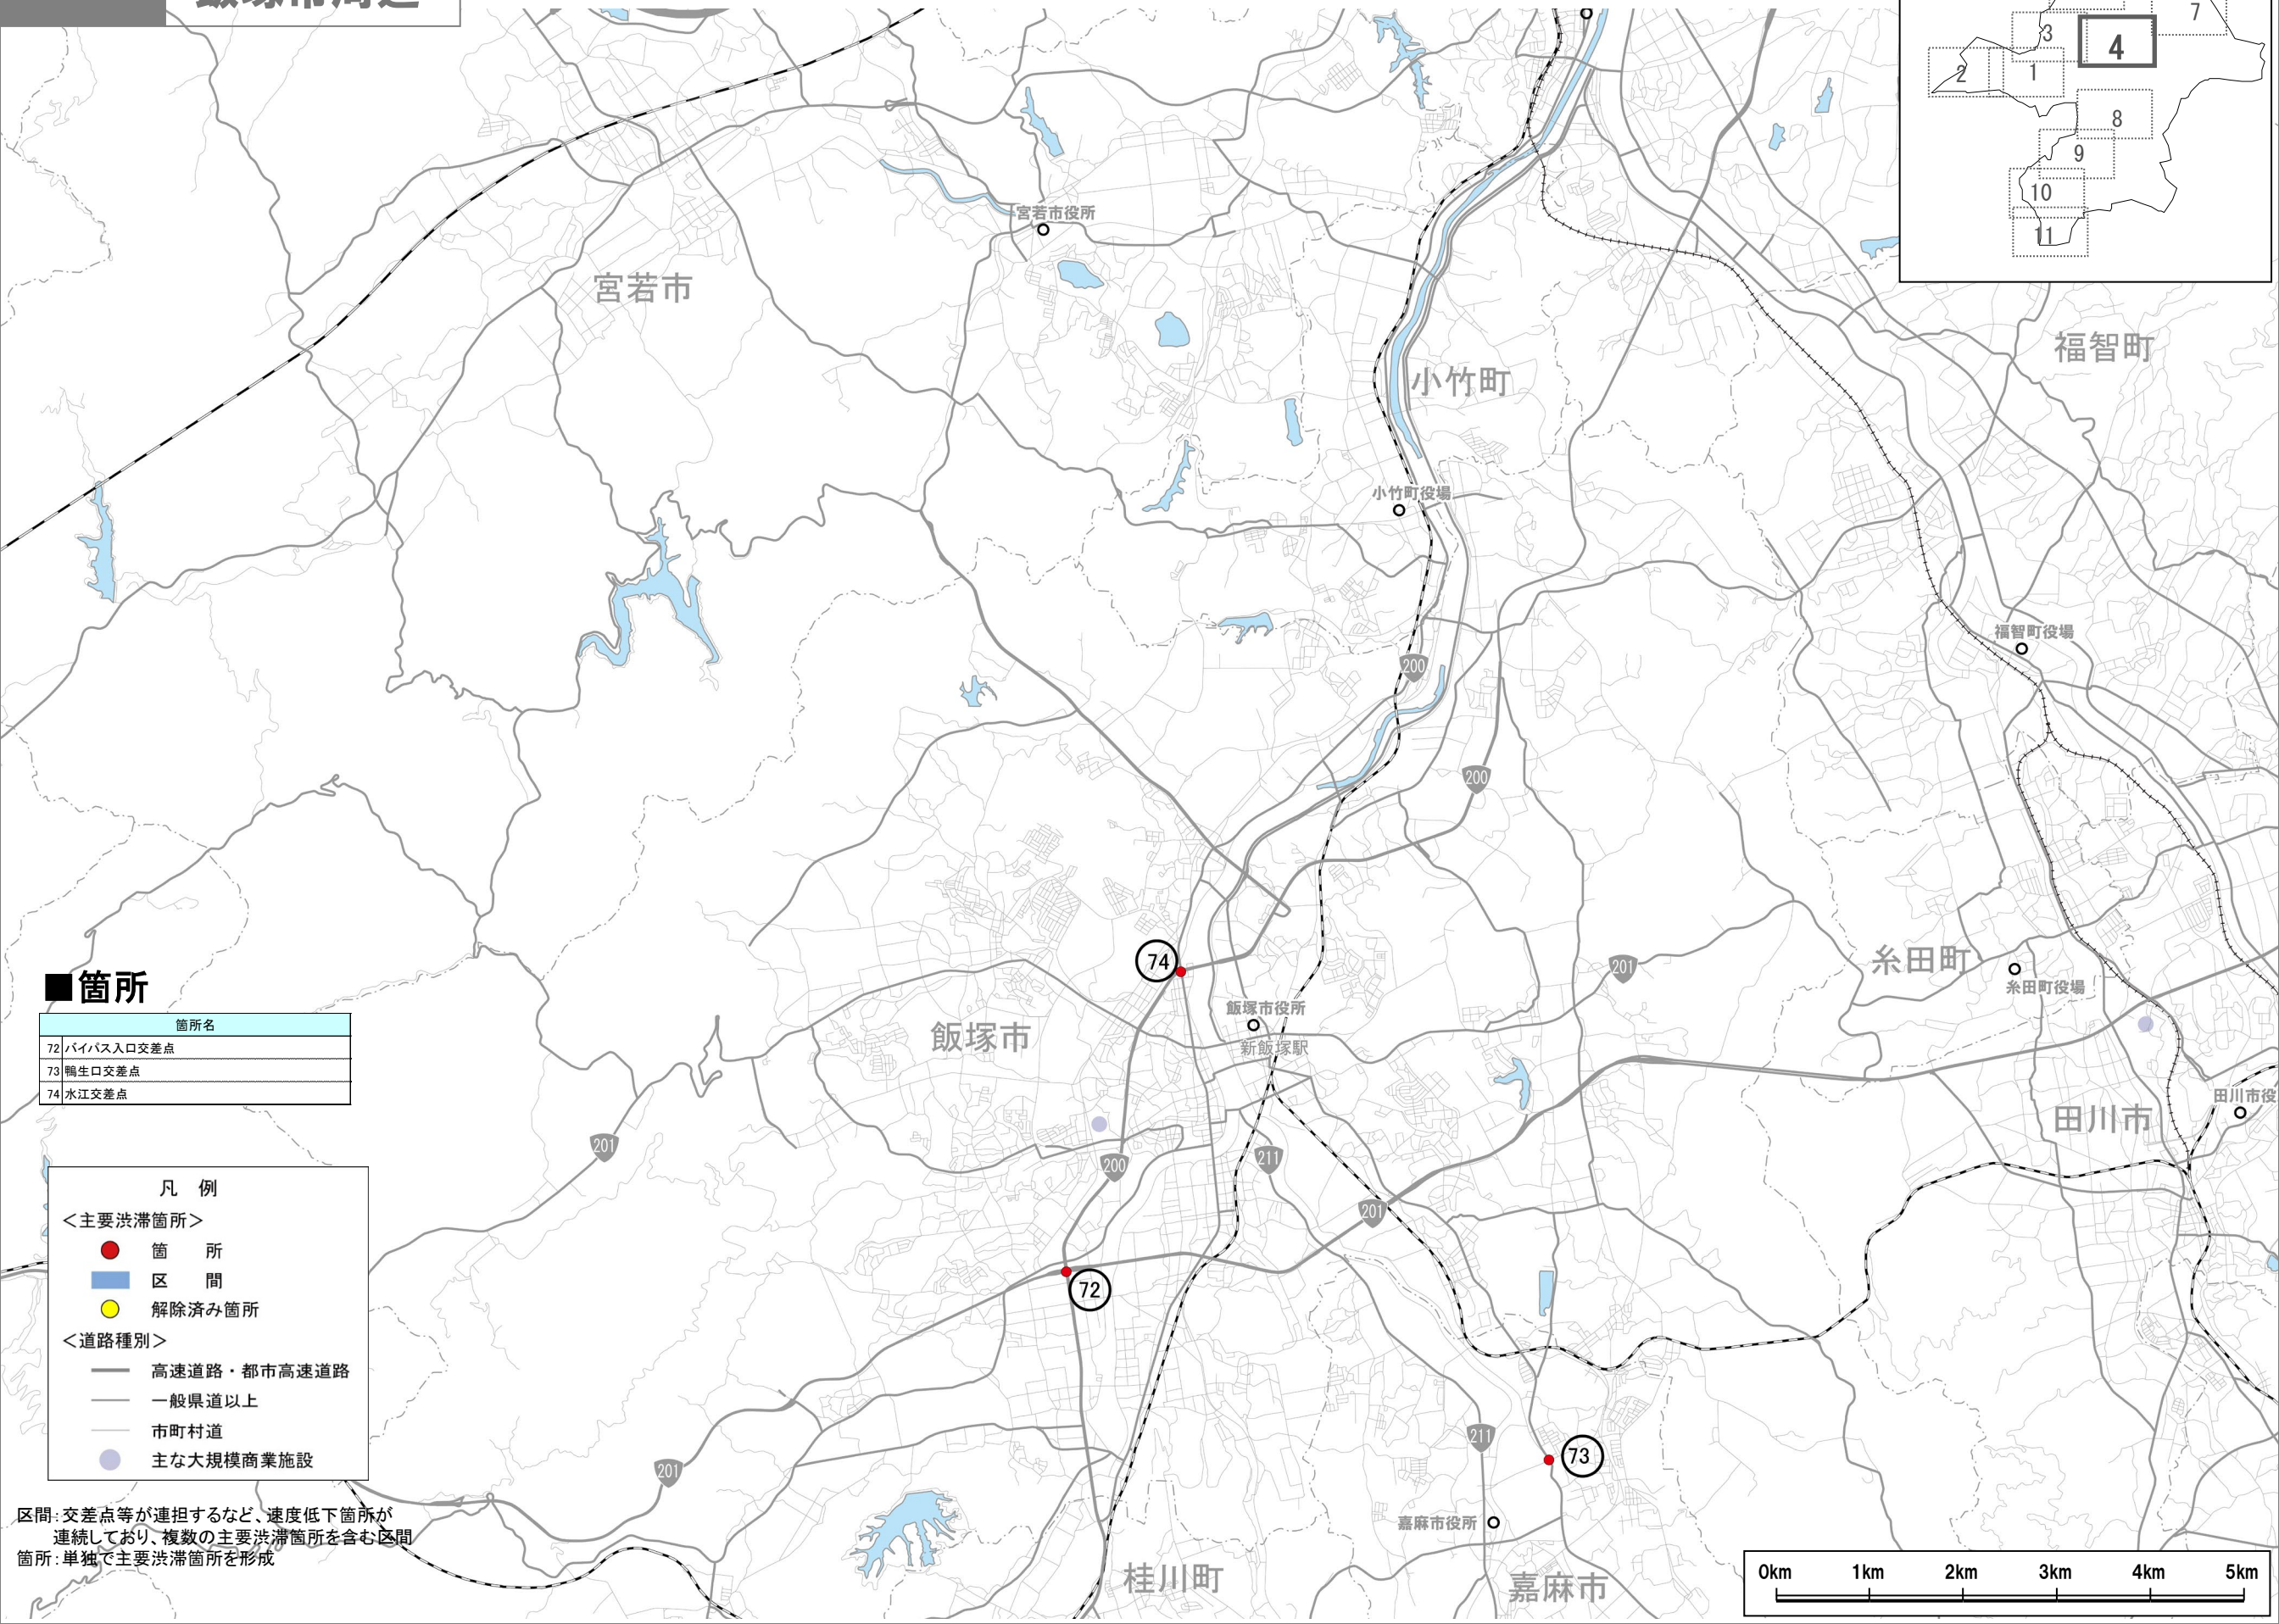 飯塚市周辺
7
3
4
2
1
8
9
10
11
宮若市役所
宮若市
福智町
小竹町
小竹町役場
福智町役場
200
200
74
201
糸田町
糸田町役場
飯塚市役所
飯塚市
新飯塚駅
■箇所
箇所名
72 バイパス入口交差点
73 鴨生口交差点
74 水江交差点
田川市役
田川市
201
200
211
201
72
凡 例
＜主要渋滞箇所＞
箇 所
区 間
解除済み箇所
＜道路種別＞
高速道路・都市高速道路
一般県道以上
市町村道
主な大規模商業施設
211
73
201
嘉麻市役所
区間：交差点等が連担するなど、速度低下箇所が
連続しており、複数の主要渋滞箇所を含む区間
箇所：単独で主要渋滞箇所を形成
桂川町
嘉麻市
0km 1km 2km 3km 4km 5km